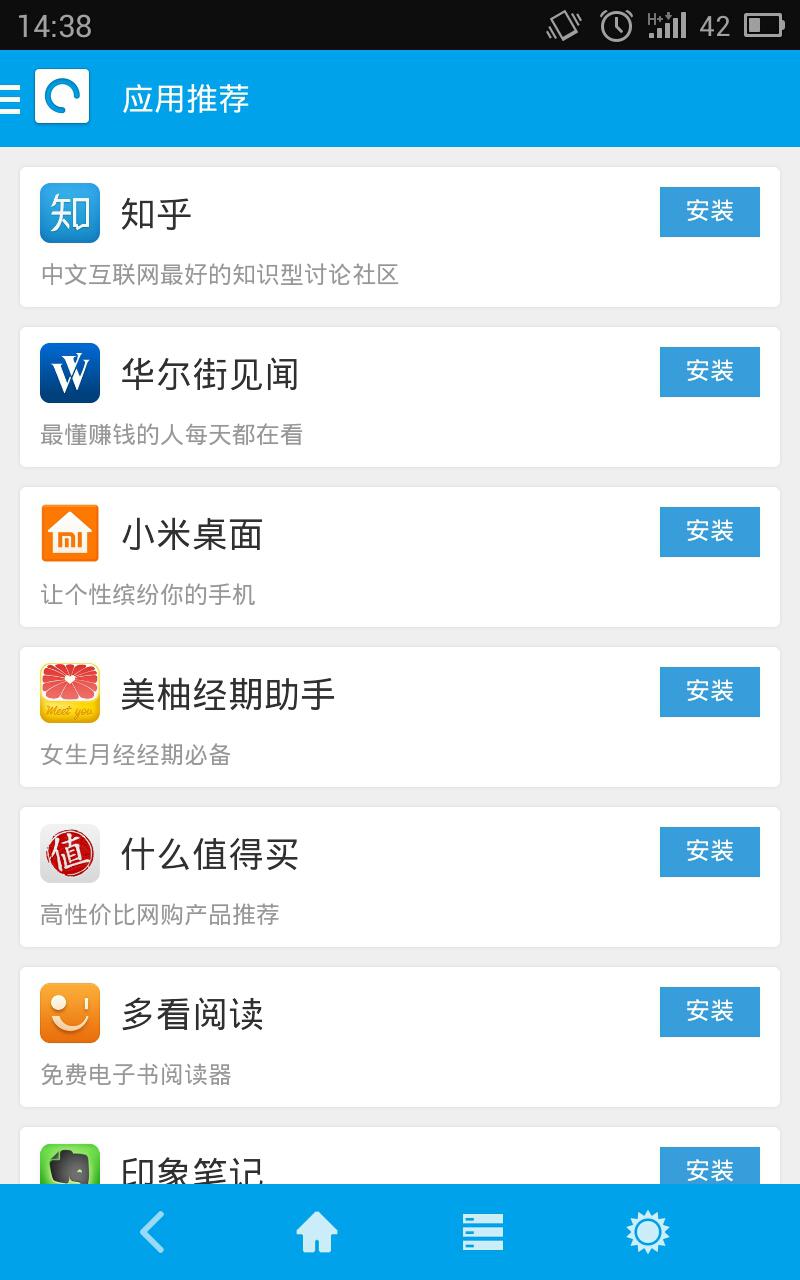 14:38
H+
42
应用推荐
知
知乎
安装
中文互联网最好的知识型讨论社区
W
华尔街见闻
安装
最懂赚钱的人每天都在看
mi
小米桌面
安装
让个性缤纷你的手机
Meet you
美柚经期助手
安装
女生月经经期必备
值
什么值得买
安装
高性价比网购产品推荐
多看阅读
安装
免费电子书阅读器
印象笔记
安装